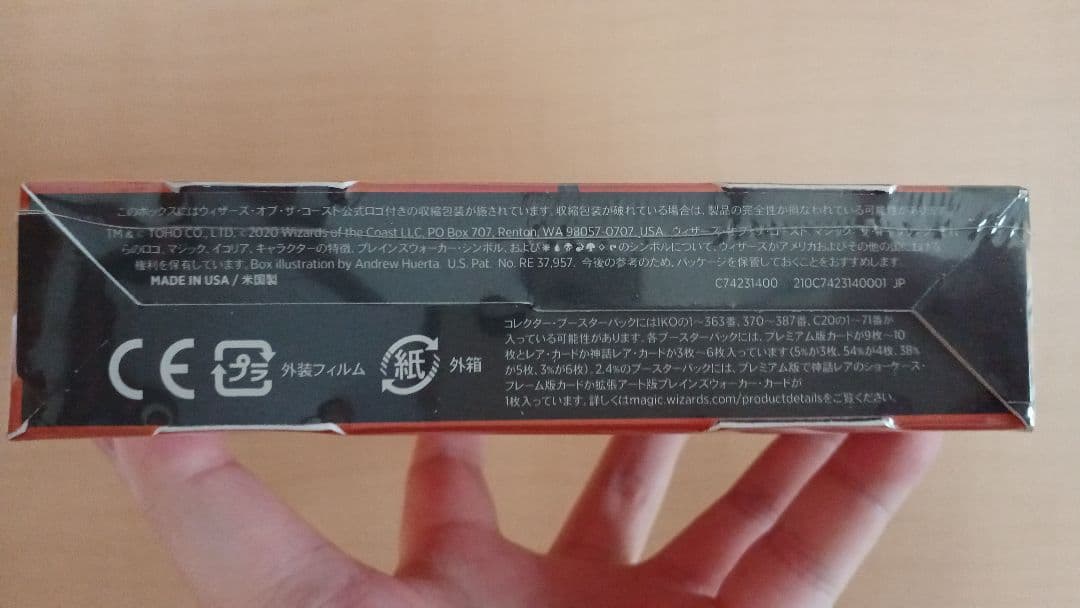 このボックスにはウィザーズ・オブ・ザ・コースト公式ロゴ付きの収縮包装が施されています。収縮包装が破れている場合は、製品の完全性が損なわれている可能性があります。
TM & © TOHO CO., LTD. ©2020 Wizards of the Coast LLC, PO Box 707, Renton, WA 98057-0707, USA. ウィザーズ・オブ・ザ・コースト、マジック、
らのロゴ、マジック、イコリア、キャラクターの特徴、プレインズウォーカー・シンボル、および のシンボルについて、ウィザーズがアメリカおよびその他の国における
権利を保有しています。Box illustration by Andrew Huerta. U.S. Pat. No. RE 37,957. 今後の参考のため、パッケージを保管しておくことをおすすめします。
MADE IN USA / 米国製
C74231400 210C7423140001 JP
CE プラ 外装フィルム 紙 外箱
コレクター・ブースターパックにはIKOの1～363番、370～387番、C20の1～71番が
入っている可能性があります。各ブースターパックには、プレミアム版カードが9枚～10
枚とレア・カードか神話レア・カードが3枚～6枚入っています(5%が3枚、54%が4枚、38%
が5枚、3%が6枚)。2.4%のブースターパックには、プレミアム版で神話レアのショーケース・
フレーム版カードか拡張アート版プレインズウォーカー・カードが
1枚入っています。詳しくはmagic.wizards.com/productdetailsをご覧ください。